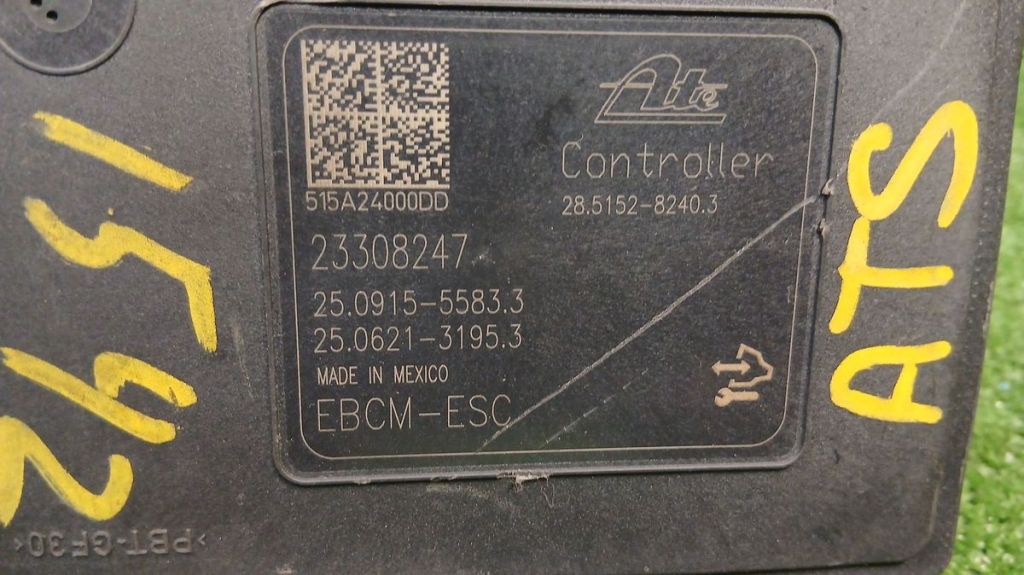 Ate
Controller
28.5152-8240.3
515A24000DD
23308247
25.0915-5583.3
25.0621-3195.3
MADE IN MEXICO
EBCM-ESC
1542
ATS
>PBT-GF30<